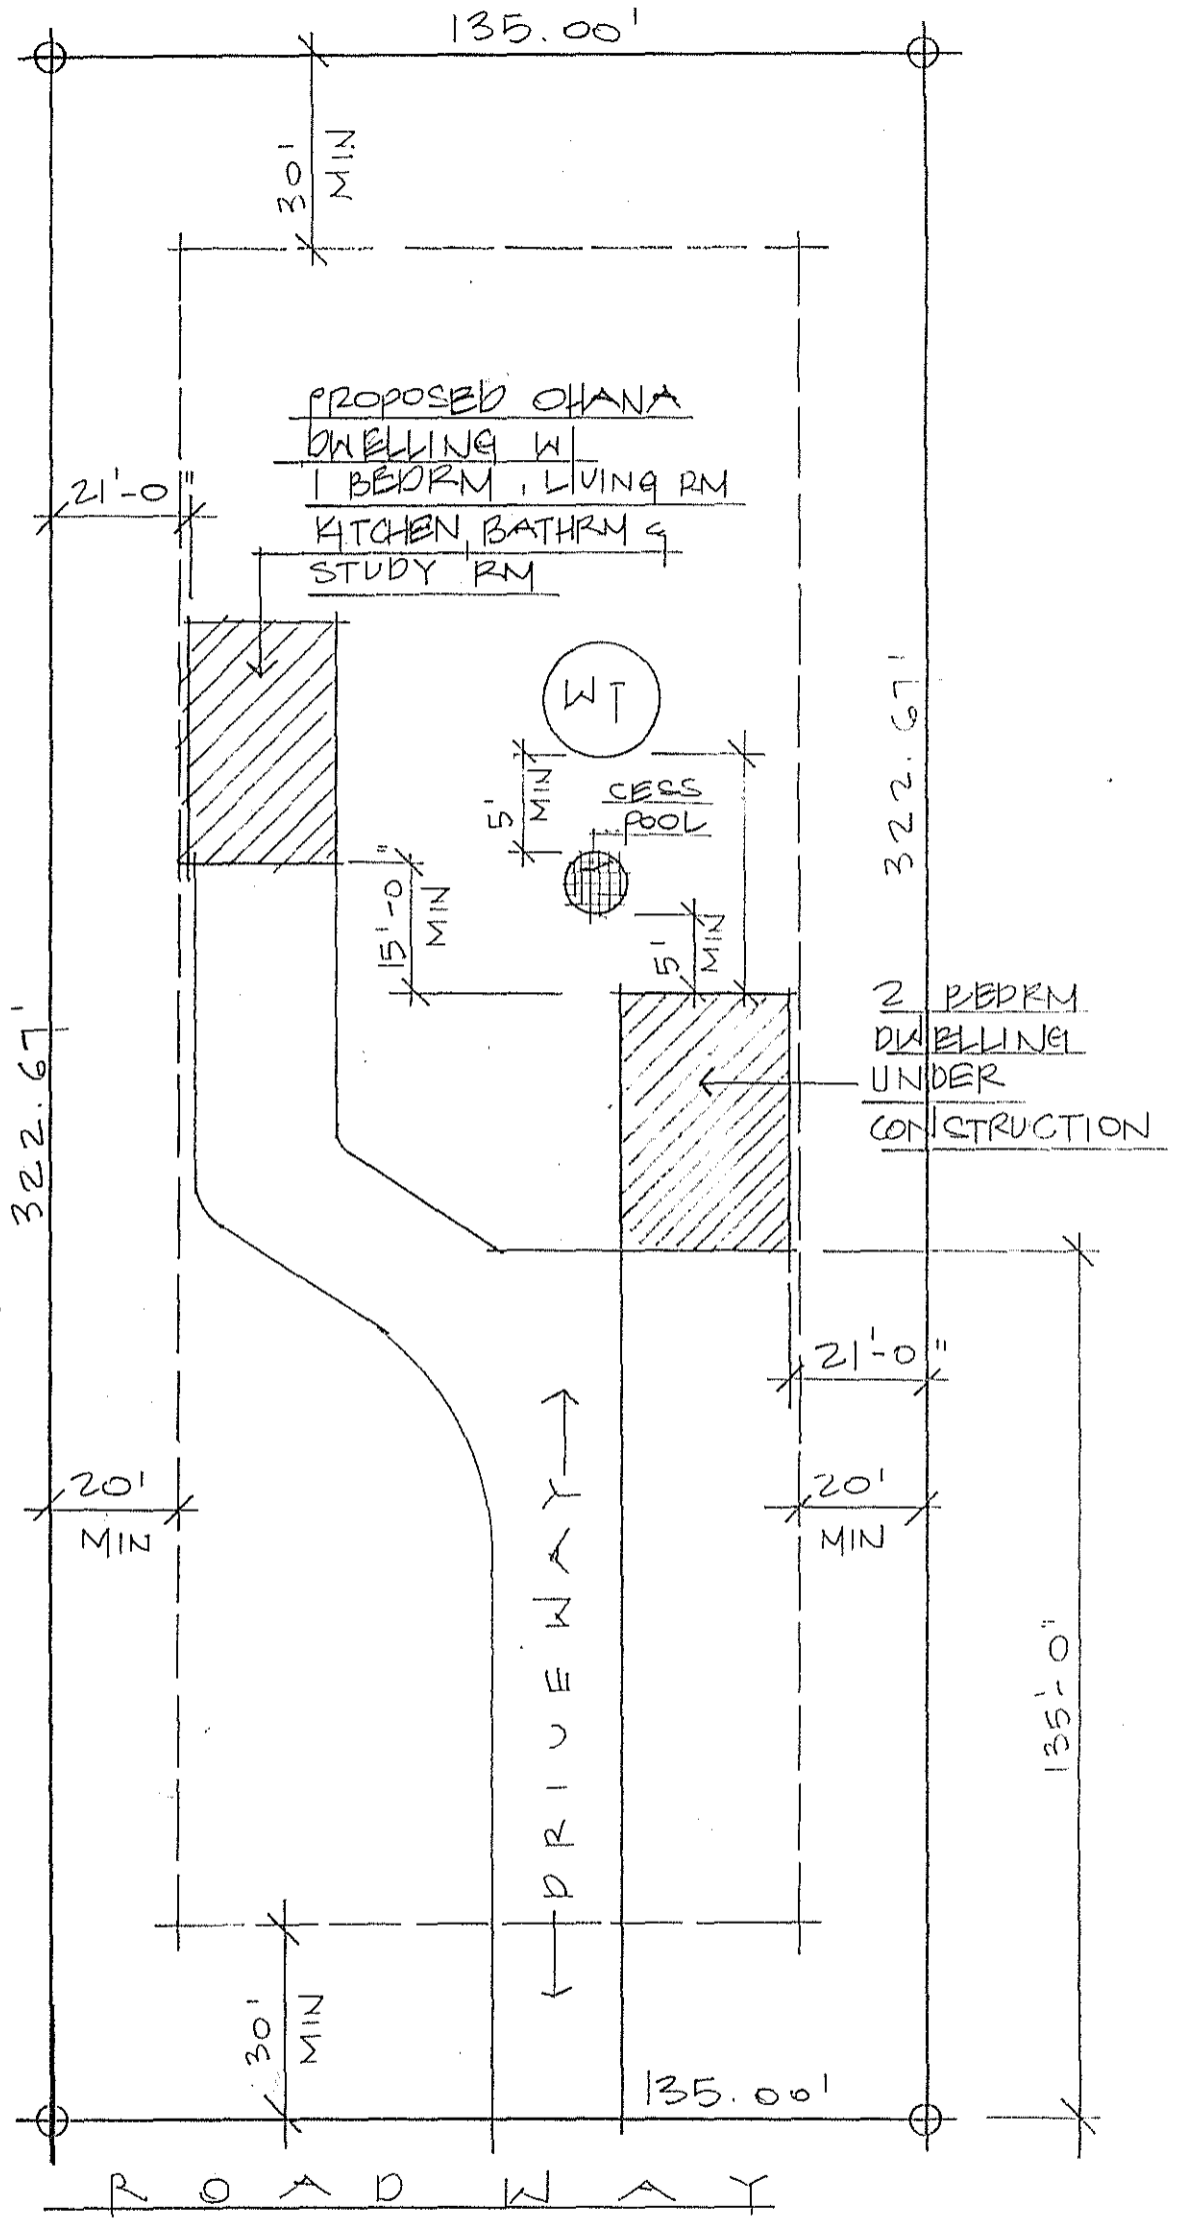 135.00'
30'
MIN
PROPOSED OHANA
DWELLING W/
1 BEDRM, LIVING RM
KITCHEN, BATHRM &
STUDY RM
21'-0"
WT
5'
MIN
CESS
POOL
322.67'
15'-0"
MIN
5'
MIN
2 BEDRM
DWELLING
UNDER
CONSTRUCTION
322.67'
21'-0"
20'
MIN
20'
MIN
DRIVEWAY
135'-0"
30'
MIN
135.00'
ROADWAY